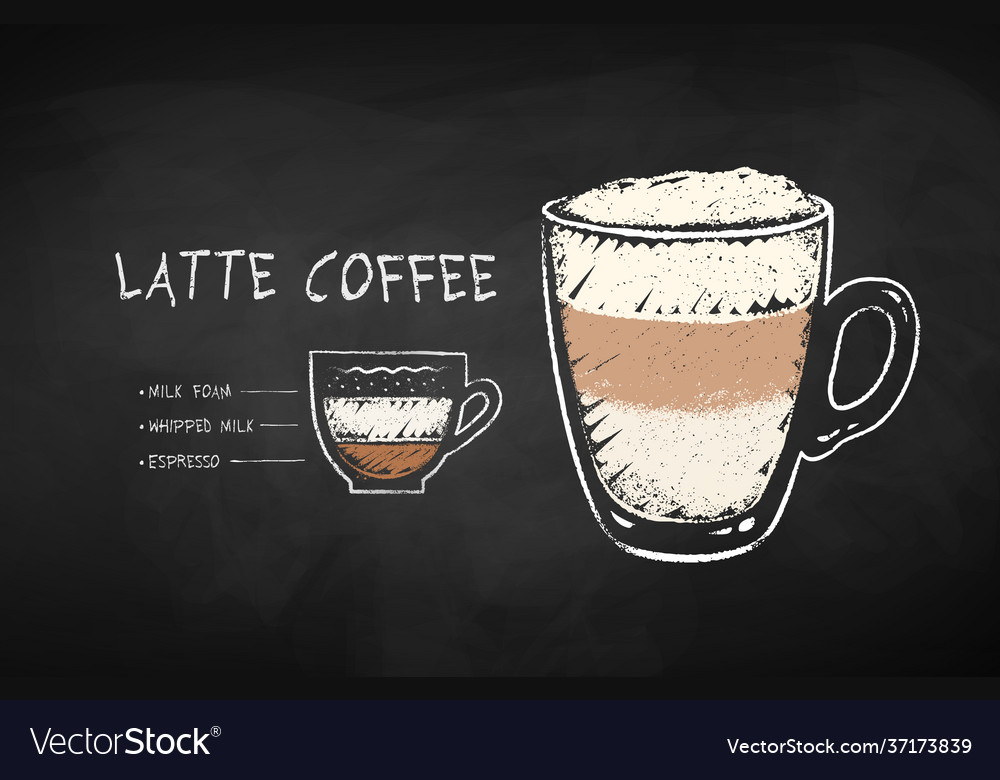 LATTE COFFEE
• MILK FOAM
• WHIPPED MILK
• ESPRESSO
VectorStock®
VectorStock.com/37173839